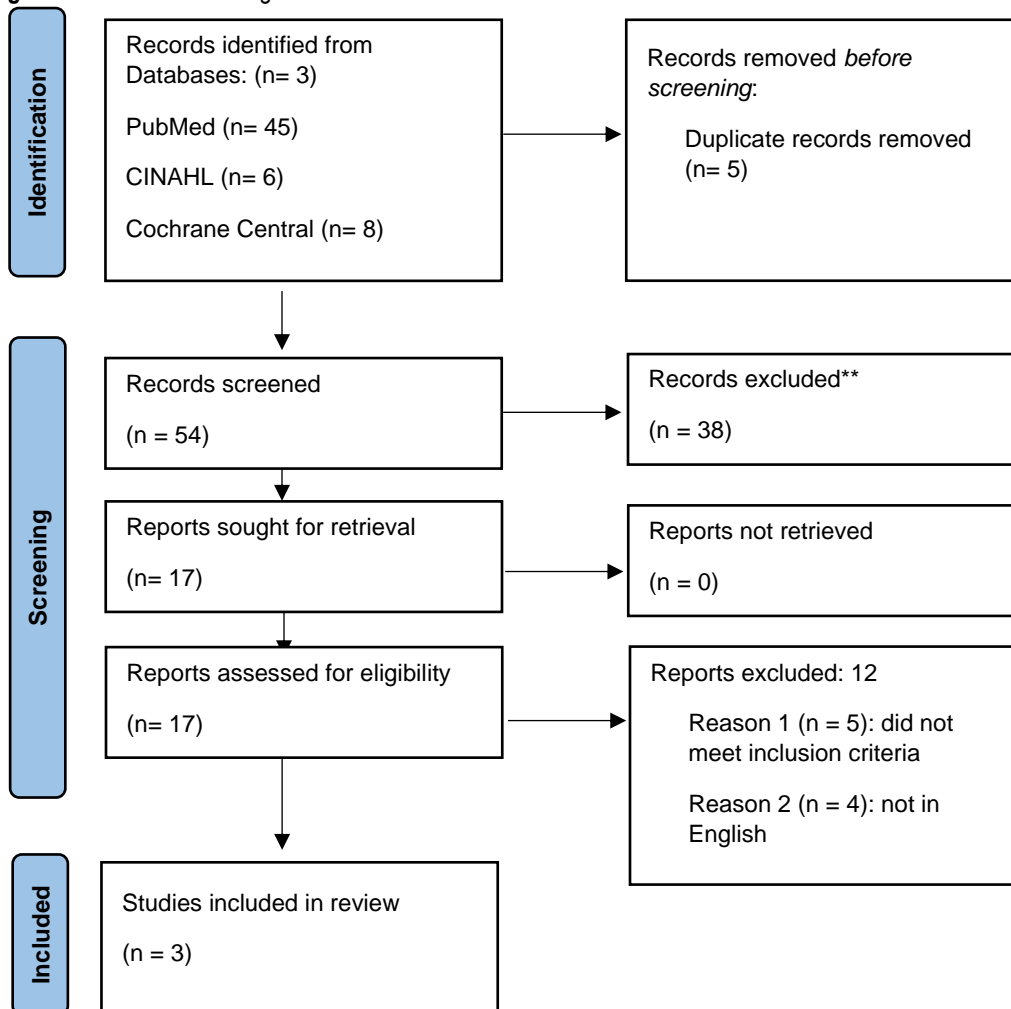 Identification
Records identified from
Databases: (n= 3)
PubMed (n= 45)
CINAHL (n= 6)
Cochrane Central (n= 8)
Records removed before
screening:
Duplicate records removed
(n= 5)
Screening
Records screened
(n = 54)
Records excluded**
(n = 38)
Reports sought for retrieval
(n= 17)
Reports not retrieved
(n = 0)
Reports assessed for eligibility
(n= 17)
Reports excluded: 12
Reason 1 (n = 5): did not
meet inclusion criteria
Reason 2 (n = 4): not in
English
Included
Studies included in review
(n = 3)